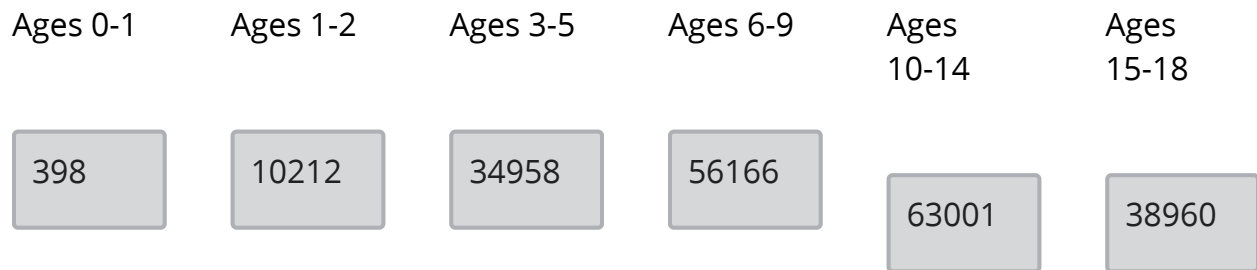 Ages 0-1 Ages 1-2 Ages 3-5 Ages 6-9 Ages Ages
10-14 15-18
398 10212 34958 56166
63001 38960